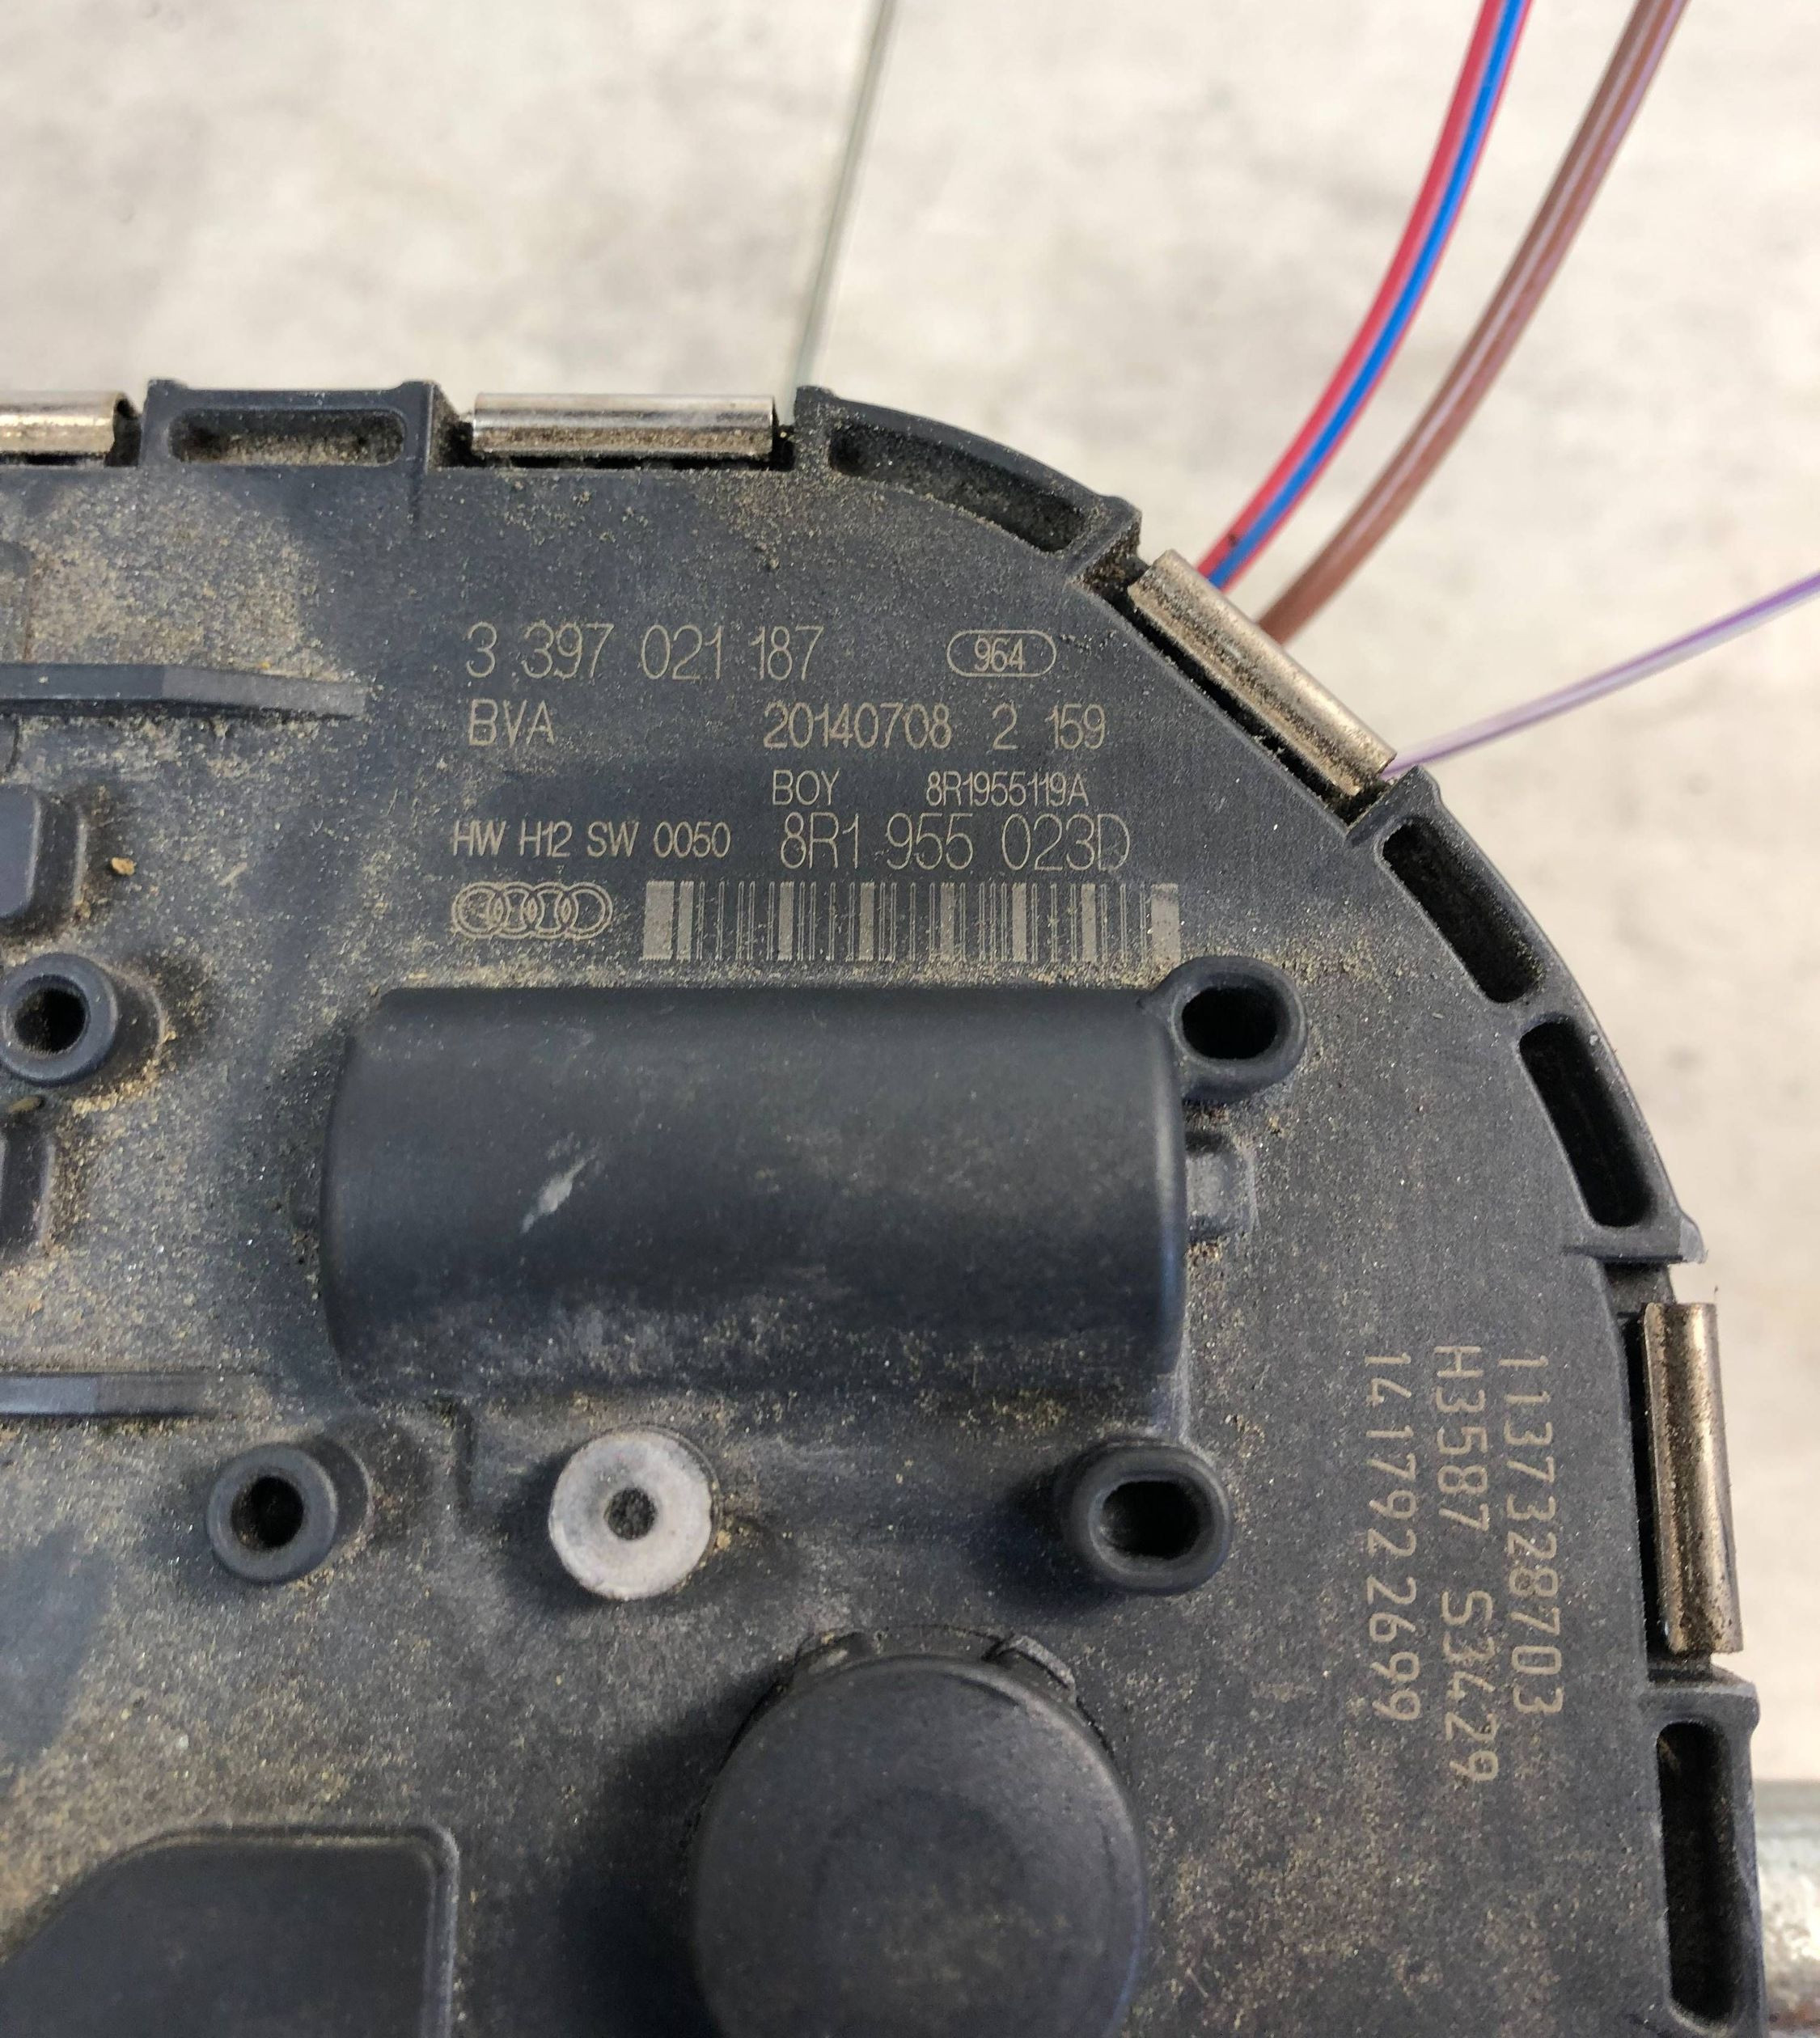 3 397 021 187 964
BVA 20140708 2 159
BOY 8R1955119A
HW H12 SW 0050 8R1 955 023D
1137328703
H3587 S3429
1417922699